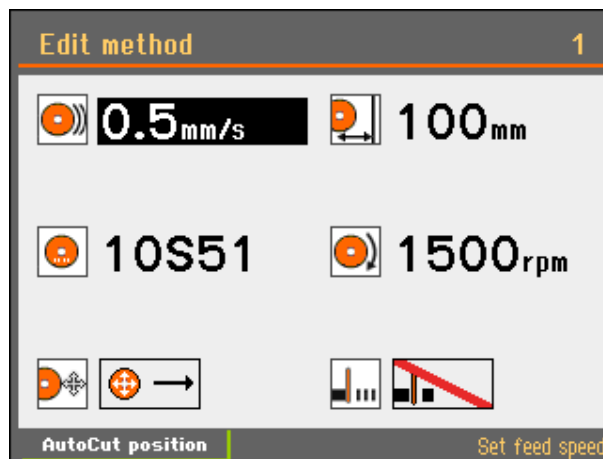 Edit method 1
0.5mm/s 100mm
10S51 1500rpm
AutoCut position Set feed speed